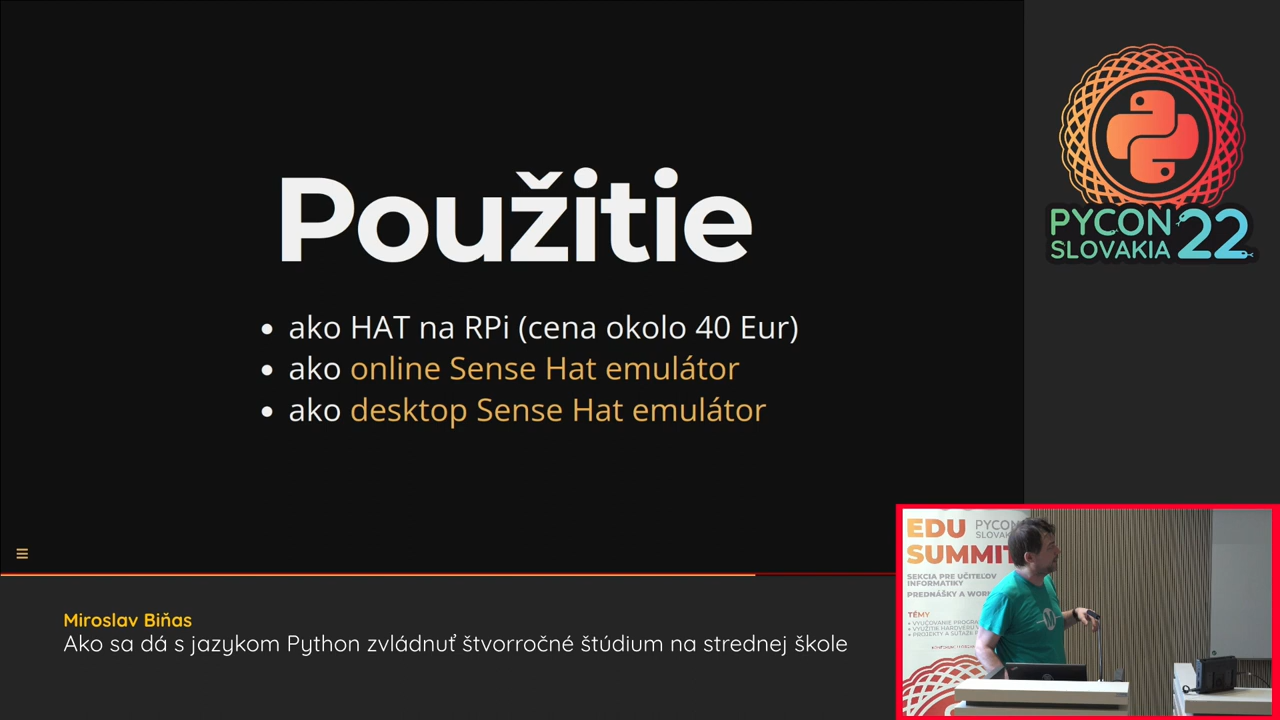 Použitie
• ako HAT na RPi (cena okolo 40 Eur)
• ako online Sense Hat emulátor
• ako desktop Sense Hat emulátor
PYCON 22
SLOVAKIA
Miroslav Biňas
Ako sa dá s jazykom Python zvládnuť štvorročné štúdium na strednej škole
EDU
SUMMIT
PYCON
SEKCIA PRE UČITEĽOV
INFORMATIKY
PREDNÁŠKY A
TÉMY